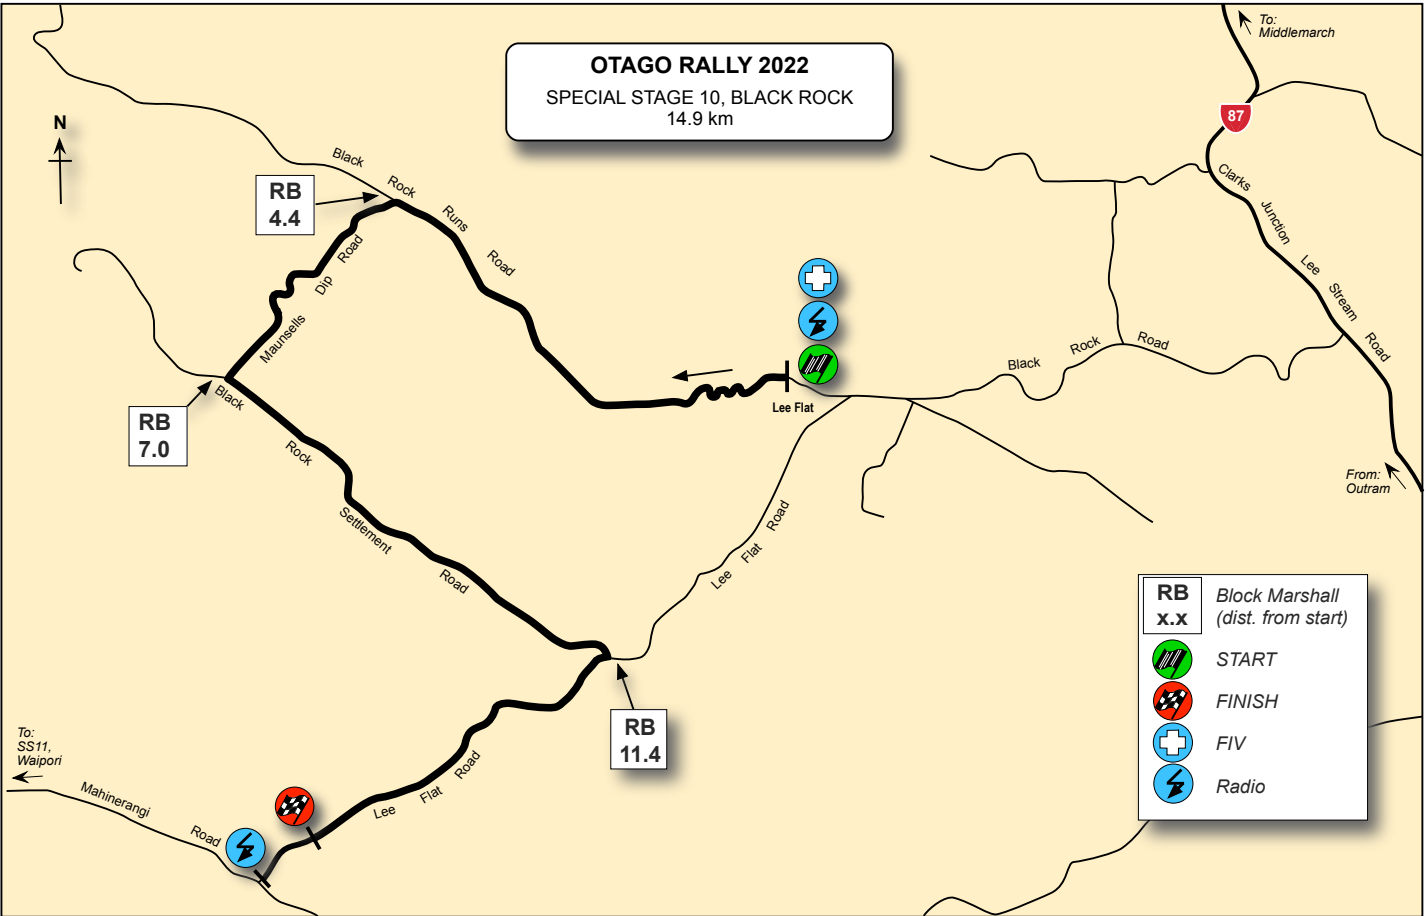 To:
Middlemarch
OTAGO RALLY 2022
SPECIAL STAGE 10, BLACK ROCK
14.9 km
87
N
Black Rock Runs Road
RB
4.4
Clarks Junction Lee Stream Road
Maunsells Dip Road
Black Rock Road
Lee Flat
RB
7.0
Black Rock Settlement Road
From:
Outram
Lee Flat Road
RB
x.x
Block Marshall
(dist. from start)
START
FINISH
FIV
Radio
RB
11.4
To:
SS11,
Waipori
Mahinerangi Road
Lee Flat Road